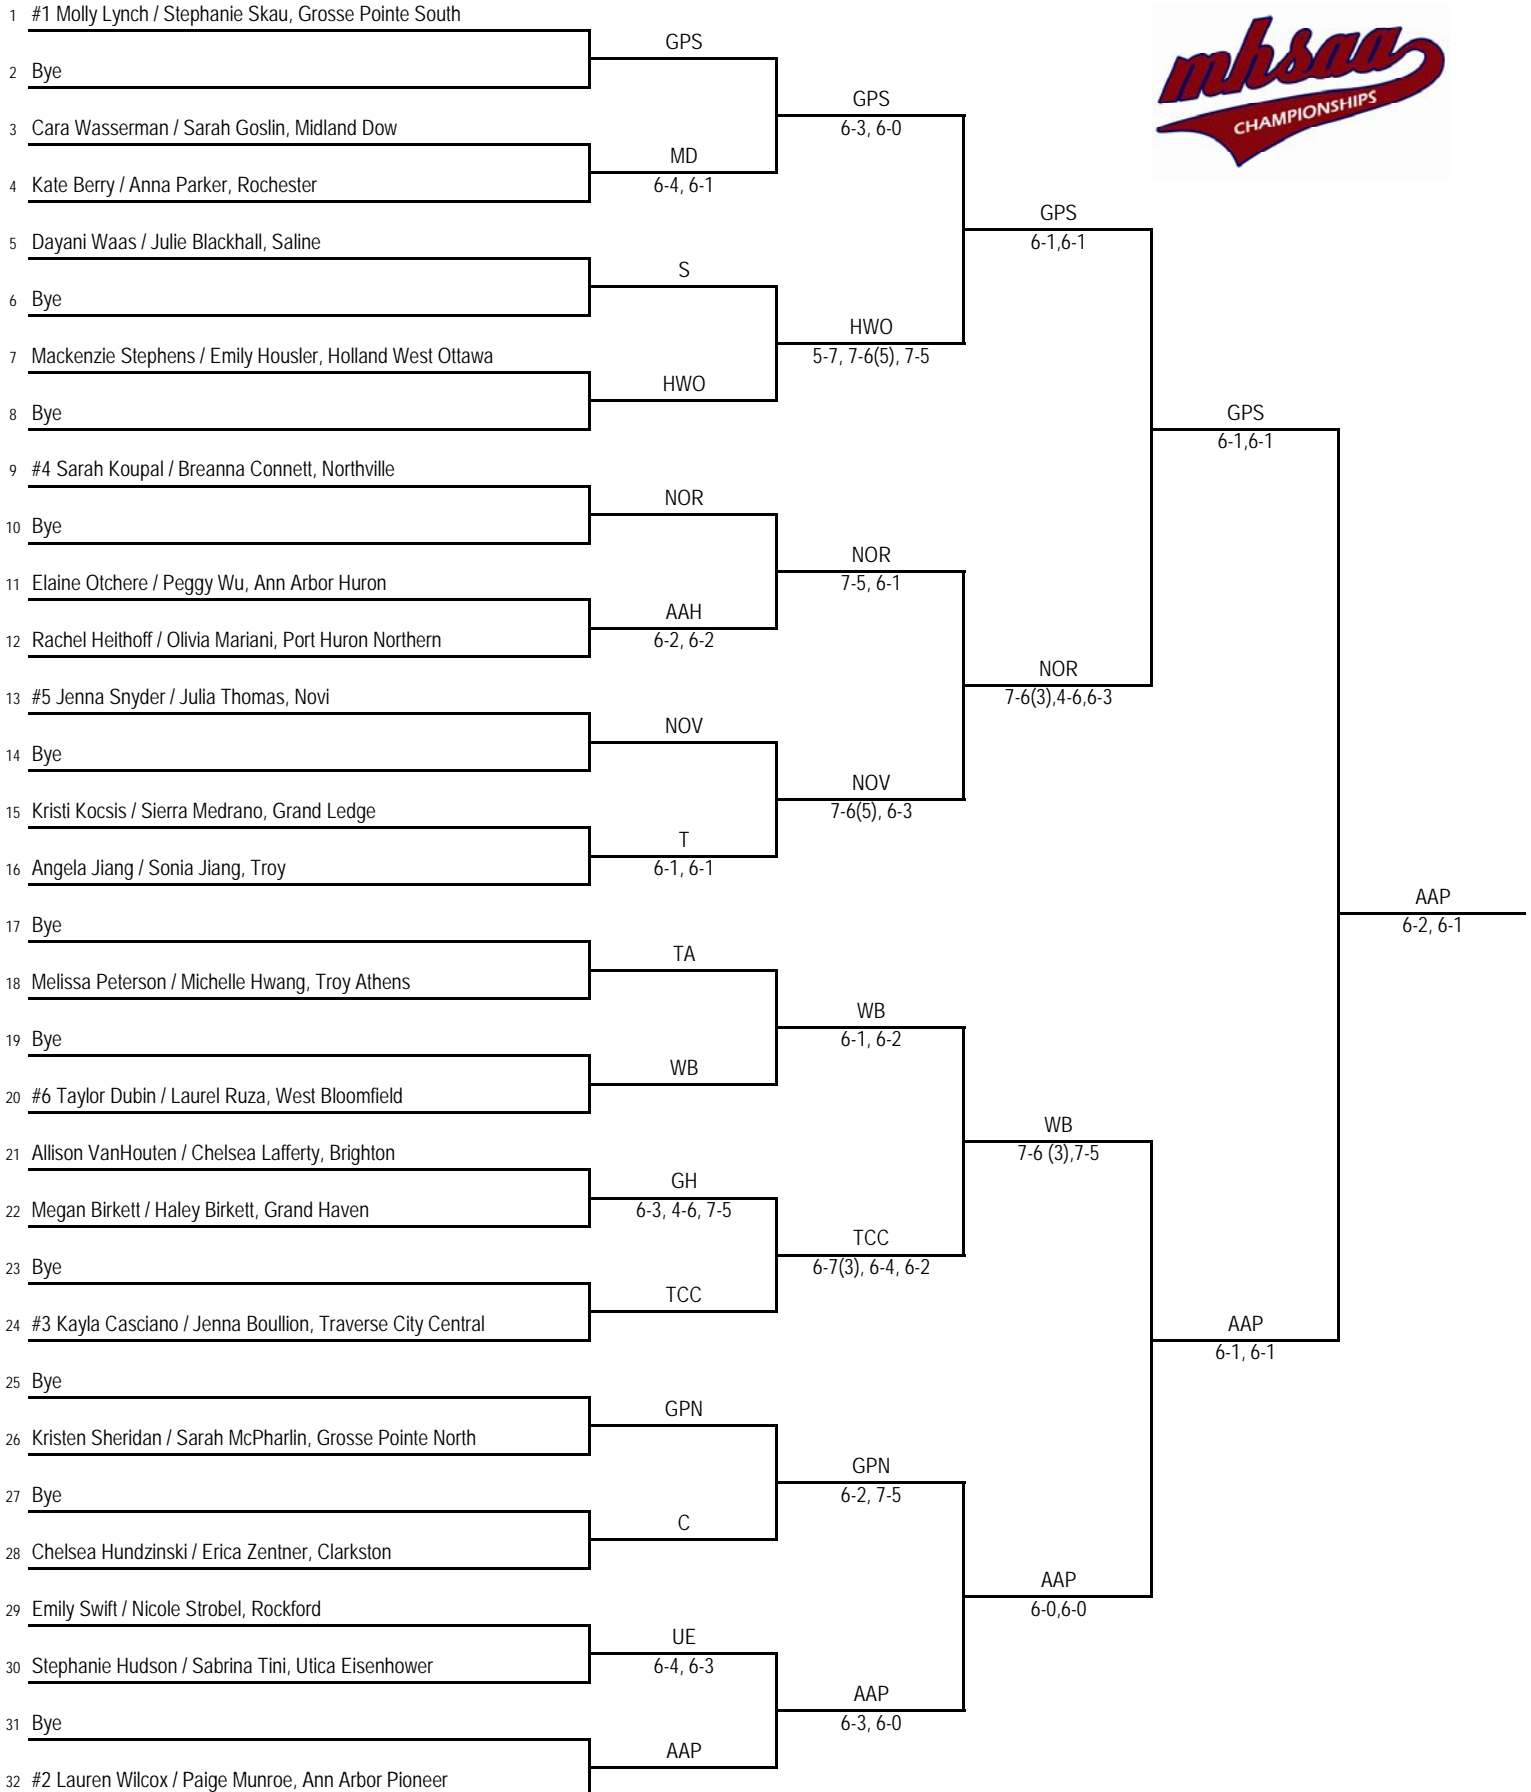 1 #1 Molly Lynch / Stephanie Skau, Grosse Pointe South
GPS
2 Bye
GPS
6-3, 6-0
3 Cara Wasserman / Sarah Goslin, Midland Dow
MD
6-4, 6-1
4 Kate Berry / Anna Parker, Rochester
GPS
6-1,6-1
5 Dayani Waas / Julie Blackhall, Saline
S
6 Bye
HWO
5-7, 7-6(5), 7-5
7 Mackenzie Stephens / Emily Housler, Holland West Ottawa
HWO
8 Bye
GPS
6-1,6-1
9 #4 Sarah Koupal / Breanna Connett, Northville
NOR
10 Bye
NOR
7-5, 6-1
11 Elaine Otchere / Peggy Wu, Ann Arbor Huron
AAH
6-2, 6-2
12 Rachel Heithoff / Olivia Mariani, Port Huron Northern
NOR
7-6(3),4-6,6-3
13 #5 Jenna Snyder / Julia Thomas, Novi
NOV
14 Bye
NOV
7-6(5), 6-3
15 Kristi Kocsis / Sierra Medrano, Grand Ledge
T
6-1, 6-1
16 Angela Jiang / Sonia Jiang, Troy
AAP
6-2, 6-1
17 Bye
TA
18 Melissa Peterson / Michelle Hwang, Troy Athens
WB
6-1, 6-2
19 Bye
WB
20 #6 Taylor Dubin / Laurel Ruza, West Bloomfield
WB
7-6 (3),7-5
21 Allison VanHouten / Chelsea Lafferty, Brighton
GH
6-3, 4-6, 7-5
22 Megan Birkett / Haley Birkett, Grand Haven
TCC
6-7(3), 6-4, 6-2
23 Bye
TCC
24 #3 Kayla Casciano / Jenna Boullion, Traverse City Central
AAP
6-1, 6-1
25 Bye
GPN
26 Kristen Sheridan / Sarah McPharlin, Grosse Pointe North
GPN
6-2, 7-5
27 Bye
C
28 Chelsea Hundzinski / Erica Zentner, Clarkston
AAP
6-0,6-0
29 Emily Swift / Nicole Strobel, Rockford
UE
6-4, 6-3
30 Stephanie Hudson / Sabrina Tini, Utica Eisenhower
AAP
6-3, 6-0
31 Bye
AAP
32 #2 Lauren Wilcox / Paige Munroe, Ann Arbor Pioneer
mhsaa
CHAMPIONSHIPS